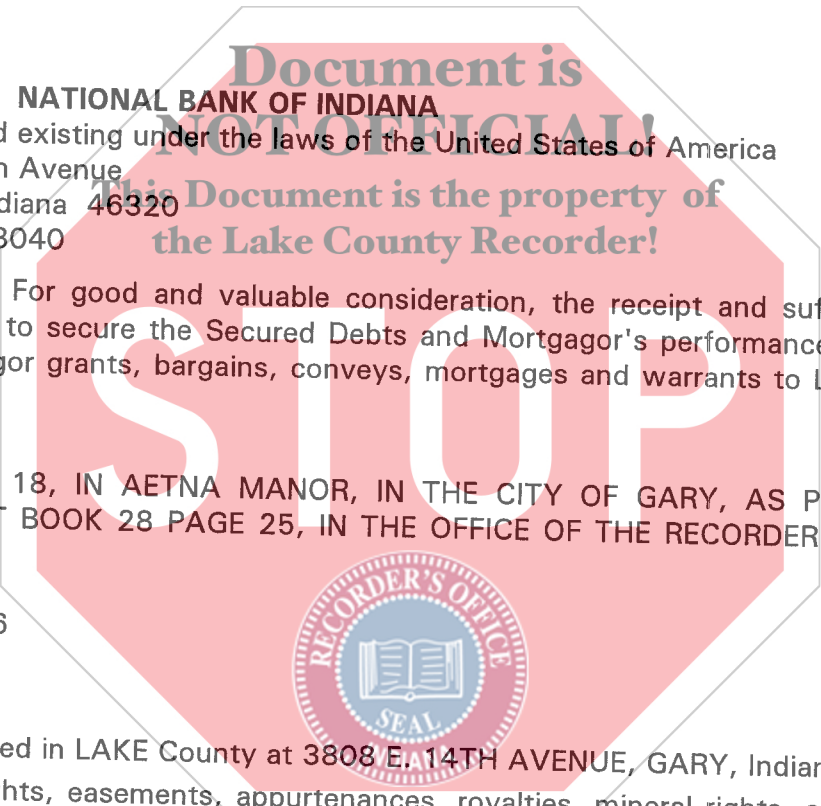 Document is
NATIONAL BANK OF INDIANA
NOT OFFICIAL!
d existing under the laws of the United States of America
n Avenue
This Document is the property of
diana 46320
the Lake County Recorder!
3040
For good and valuable consideration, the receipt and suf
to secure the Secured Debts and Mortgagor's performance
gor grants, bargains, conveys, mortgages and warrants to L
STOP
18, IN AETNA MANOR, IN THE CITY OF GARY, AS P
T BOOK 28 PAGE 25, IN THE OFFICE OF THE RECORDER
RECORDER'S OFFICE
6
SEAL
ed in LAKE County at 3808 E. 14TH AVENUE, GARY, Indian
hts, easements, appurtenances, royalties, mineral rights,